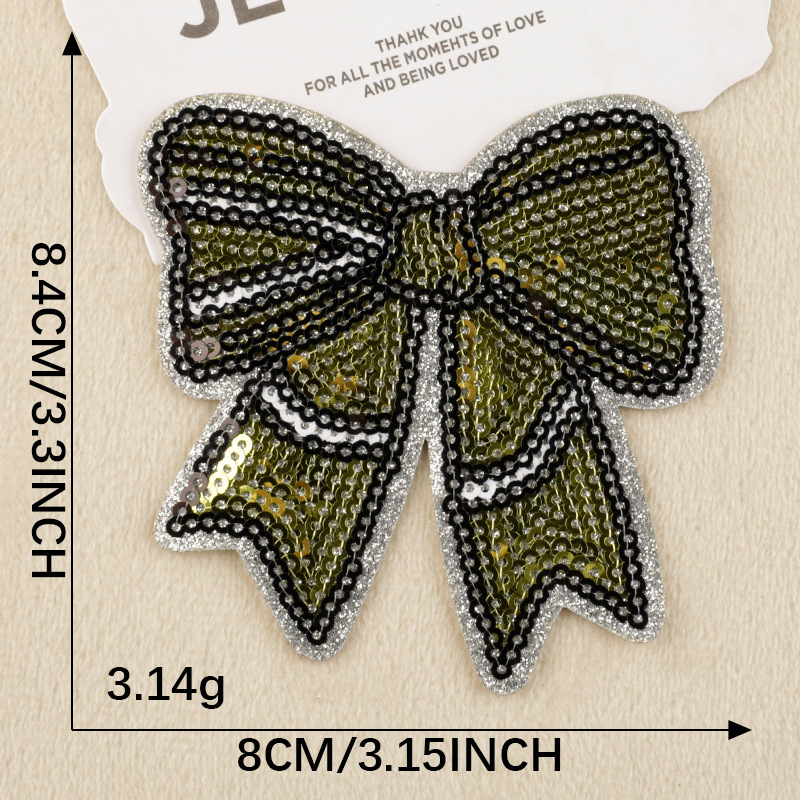 THAHK YOU
FOR ALL THE MOMEHTS OF LOVE
AND BEING LOVED
8.4CM/3.3INCH
3.14g
8CM/3.15INCH